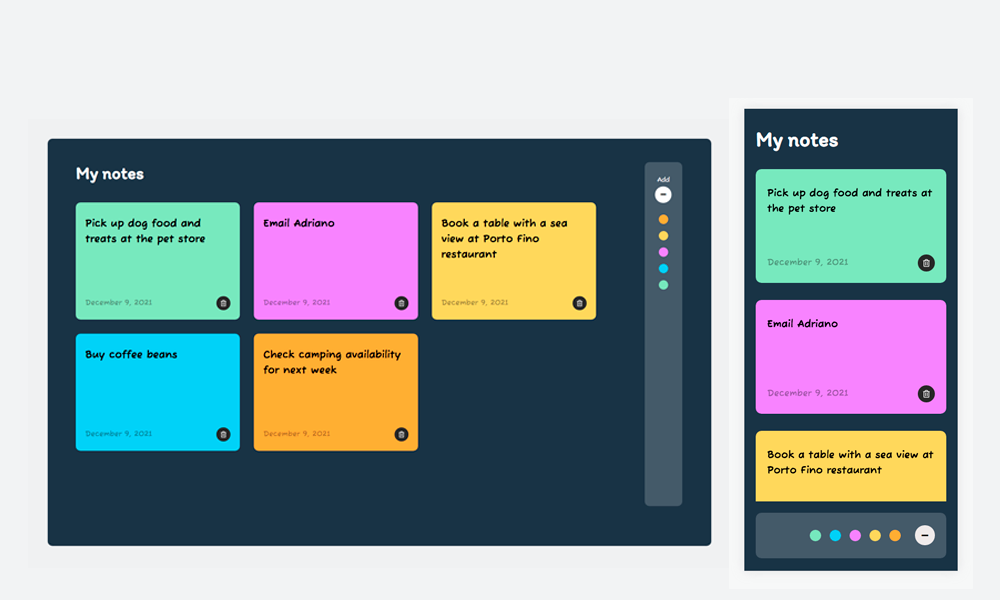 My notes
Add
Pick up dog food and
treats at the pet store
December 9, 2021
Email Adriano
December 9, 2021
Book a table with a sea
view at Porto Fino
restaurant
December 9, 2021
Buy coffee beans
December 9, 2021
Check camping availability
for next week
December 9, 2021
My notes
Pick up dog food and treats at
the pet store
December 9, 2021
Email Adriano
December 9, 2021
Book a table with a sea view at
Porto Fino restaurant